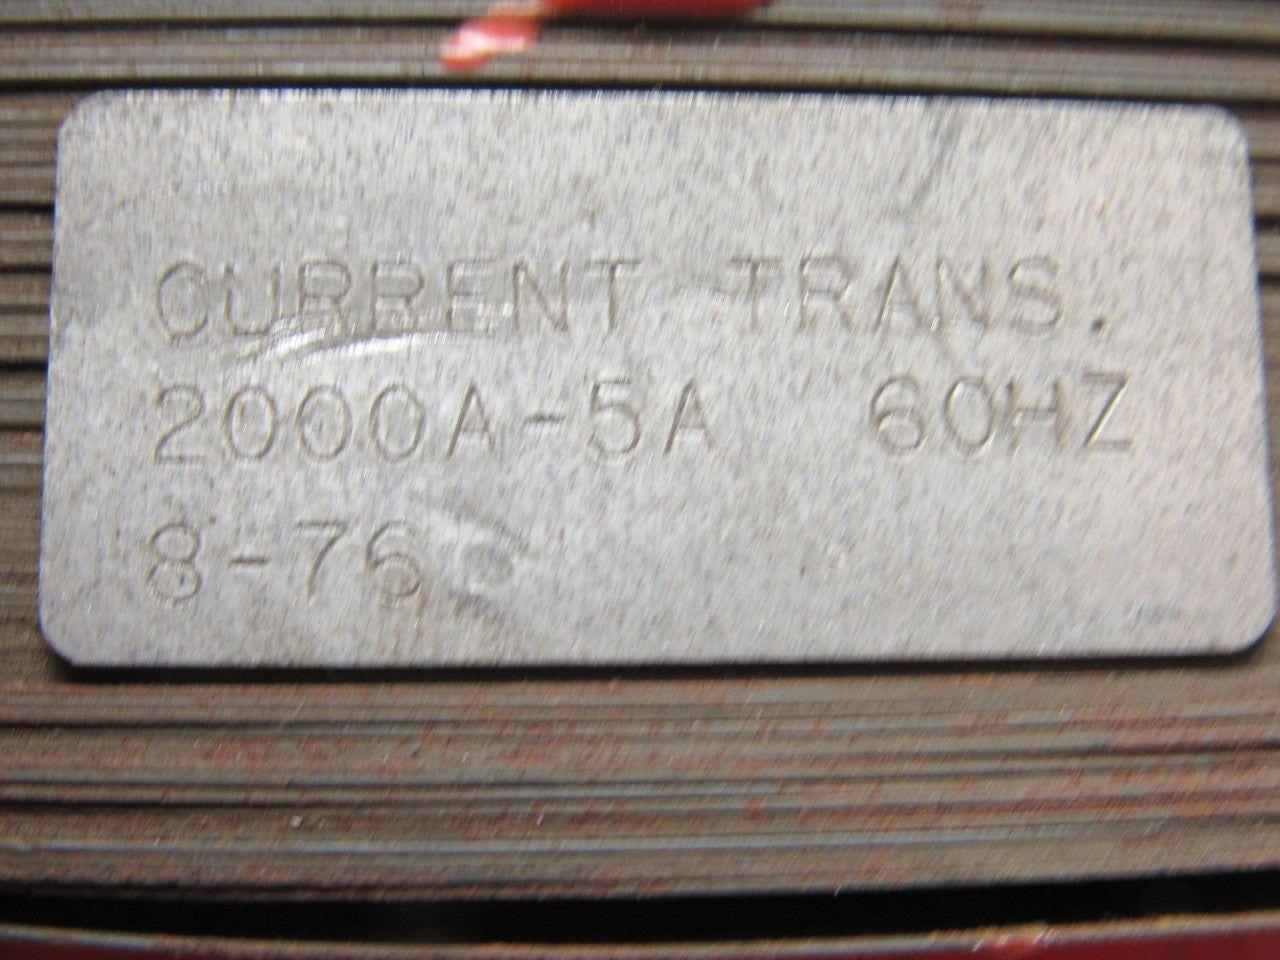 CURRENT TRANS.
2000A-5A 60HZ
8-76